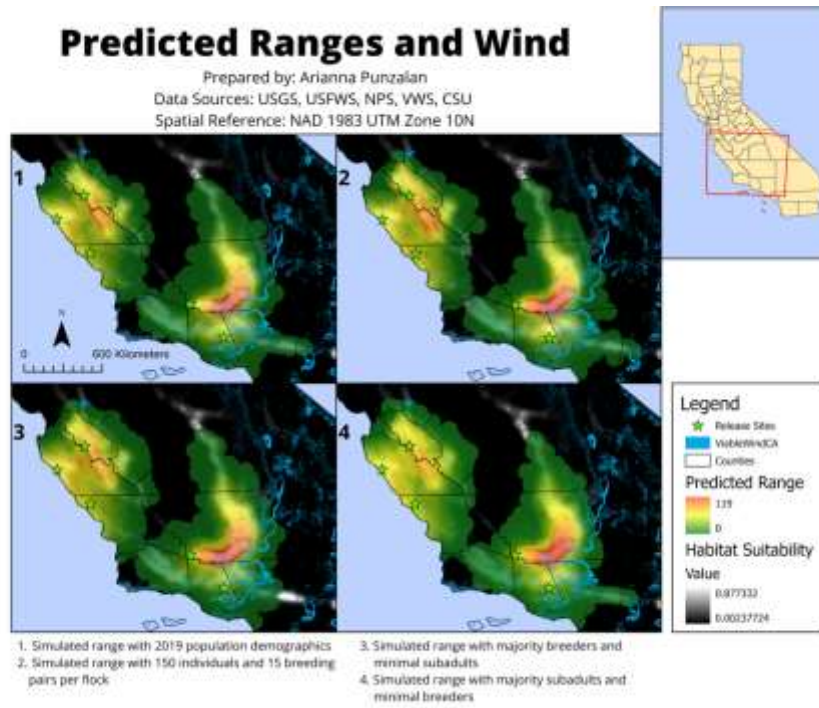 Predicted Ranges and Wind
Prepared by: Arianna Punzalan
Data Sources: USGS, USFWS, NPS, VWS, CSU
Spatial Reference: NAD 1983 UTM Zone 10N
1
2
N
0 600 Kilometers
3
4
Legend
Release Sites
ViableWindCA
Counties
Predicted Range
119
0
Habitat Suitability
Value
0.877332
0.00237724
1. Simulated range with 2019 population demographics
2. Simulated range with 150 individuals and 15 breeding
pairs per flock
3. Simulated range with majority breeders and
minimal subadults
4. Simulated range with majority subadults and
minimal breeders